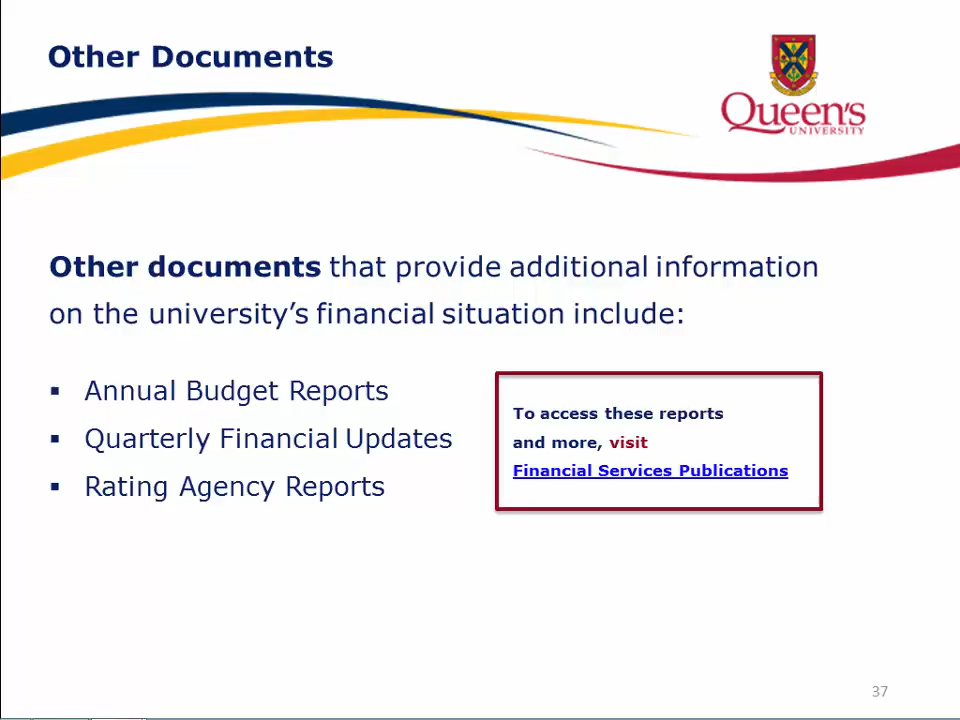 Other Documents
Queen's
UNIVERSITY
Other documents that provide additional information
on the university’s financial situation include:
▪ Annual Budget Reports
▪ Quarterly Financial Updates
▪ Rating Agency Reports
To access these reports
and more, visit
Financial Services Publications
37